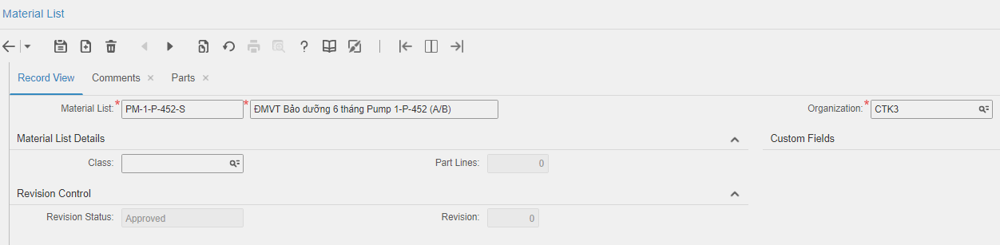 Material List
Record View Comments Parts
Material List: * PM-1-P-452-S * ĐMVT Bảo dưỡng 6 tháng Pump 1-P-452 (A/B) Organization: * CTK3
Material List Details Custom Fields
Class: Part Lines: 0
Revision Control
Revision Status: Approved Revision: 0